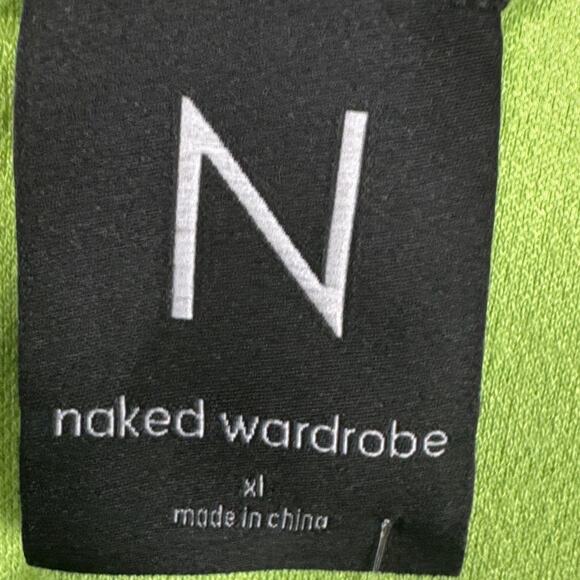 N
naked wardrobe
xl
made in china